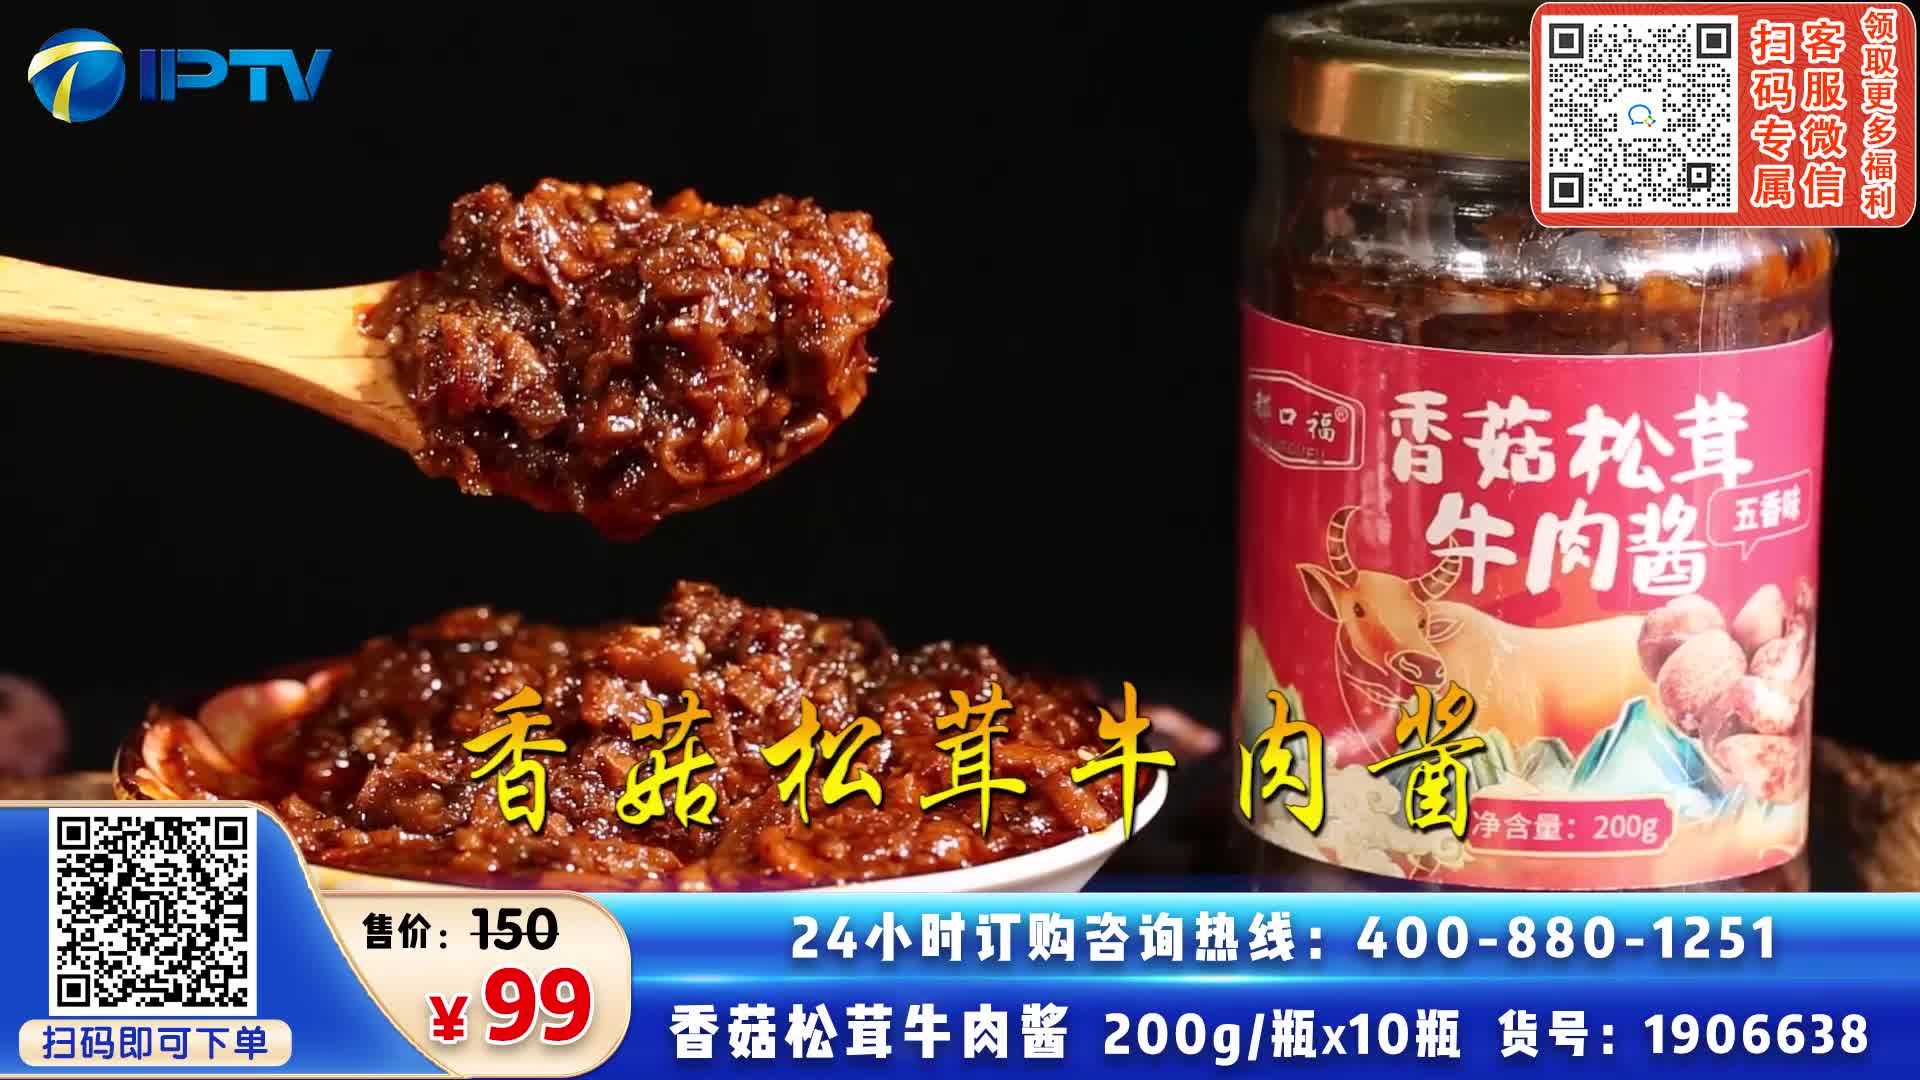 IPTV
扫码专属
客服微信
领取更多福利
都口福®
香菇松茸
牛肉酱
五香味
净含量：200g
香菇松茸牛肉酱
扫码即可下单
售价：150
¥99
24小时订购咨询热线：400-880-1251
香菇松茸牛肉酱 200g/瓶x10瓶 货号：1906638